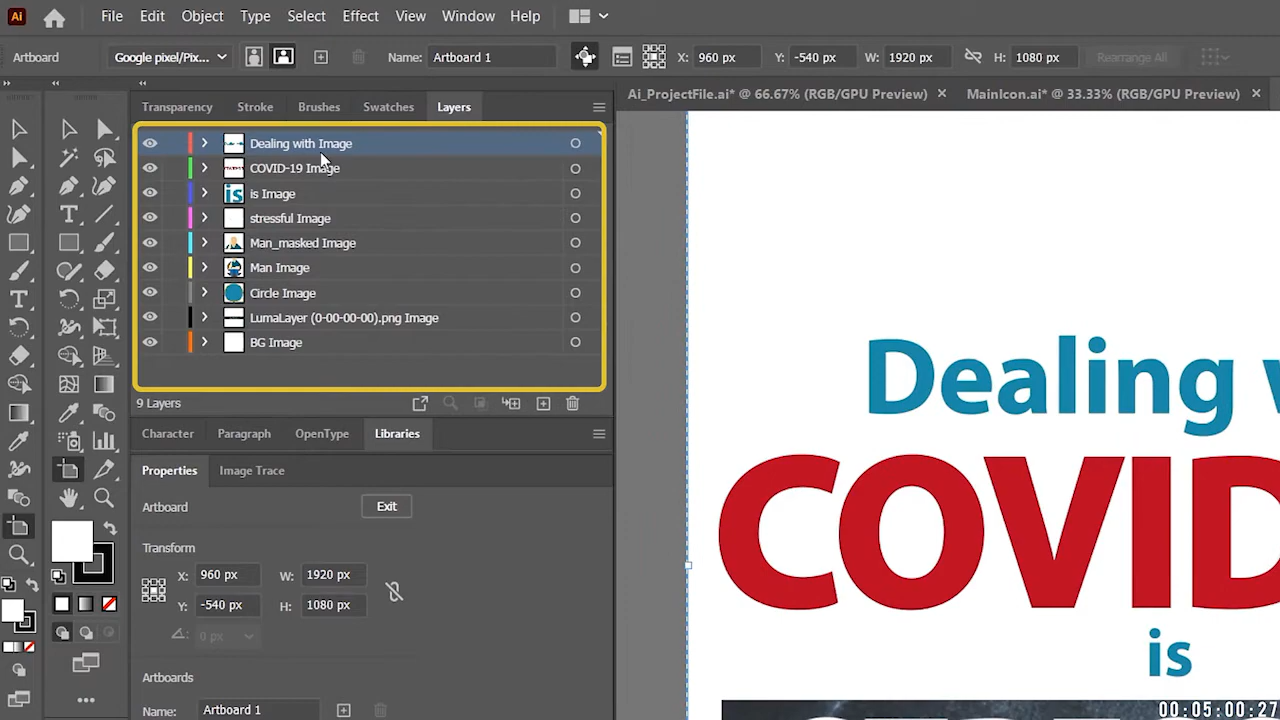 Ai File Edit Object Type Select Effect View Window Help
Artboard Google pixel/Pix... Name: Artboard 1 X: 960 px Y: -540 px W: 1920 px H: 1080 px Rearrange All
Ai_ProjectFile.ai* @ 66.67% (RGB/GPU Preview) MainIcon.ai* @ 33.33% (RGB/GPU Preview)
Transparency Stroke Brushes Swatches Layers
Dealing with Image
COVID-19 Image
is Image
stressful Image
Man_masked Image
Man Image
Circle Image
LumaLayer (0-00-00-00).png Image
BG Image
9 Layers
Character Paragraph OpenType Libraries
Properties Image Trace
Artboard Exit
Transform
X: 960 px W: 1920 px
Y: -540 px H: 1080 px
0 px
Artboards
Name: Artboard 1
Dealing
COVID
is
00:05:00:27